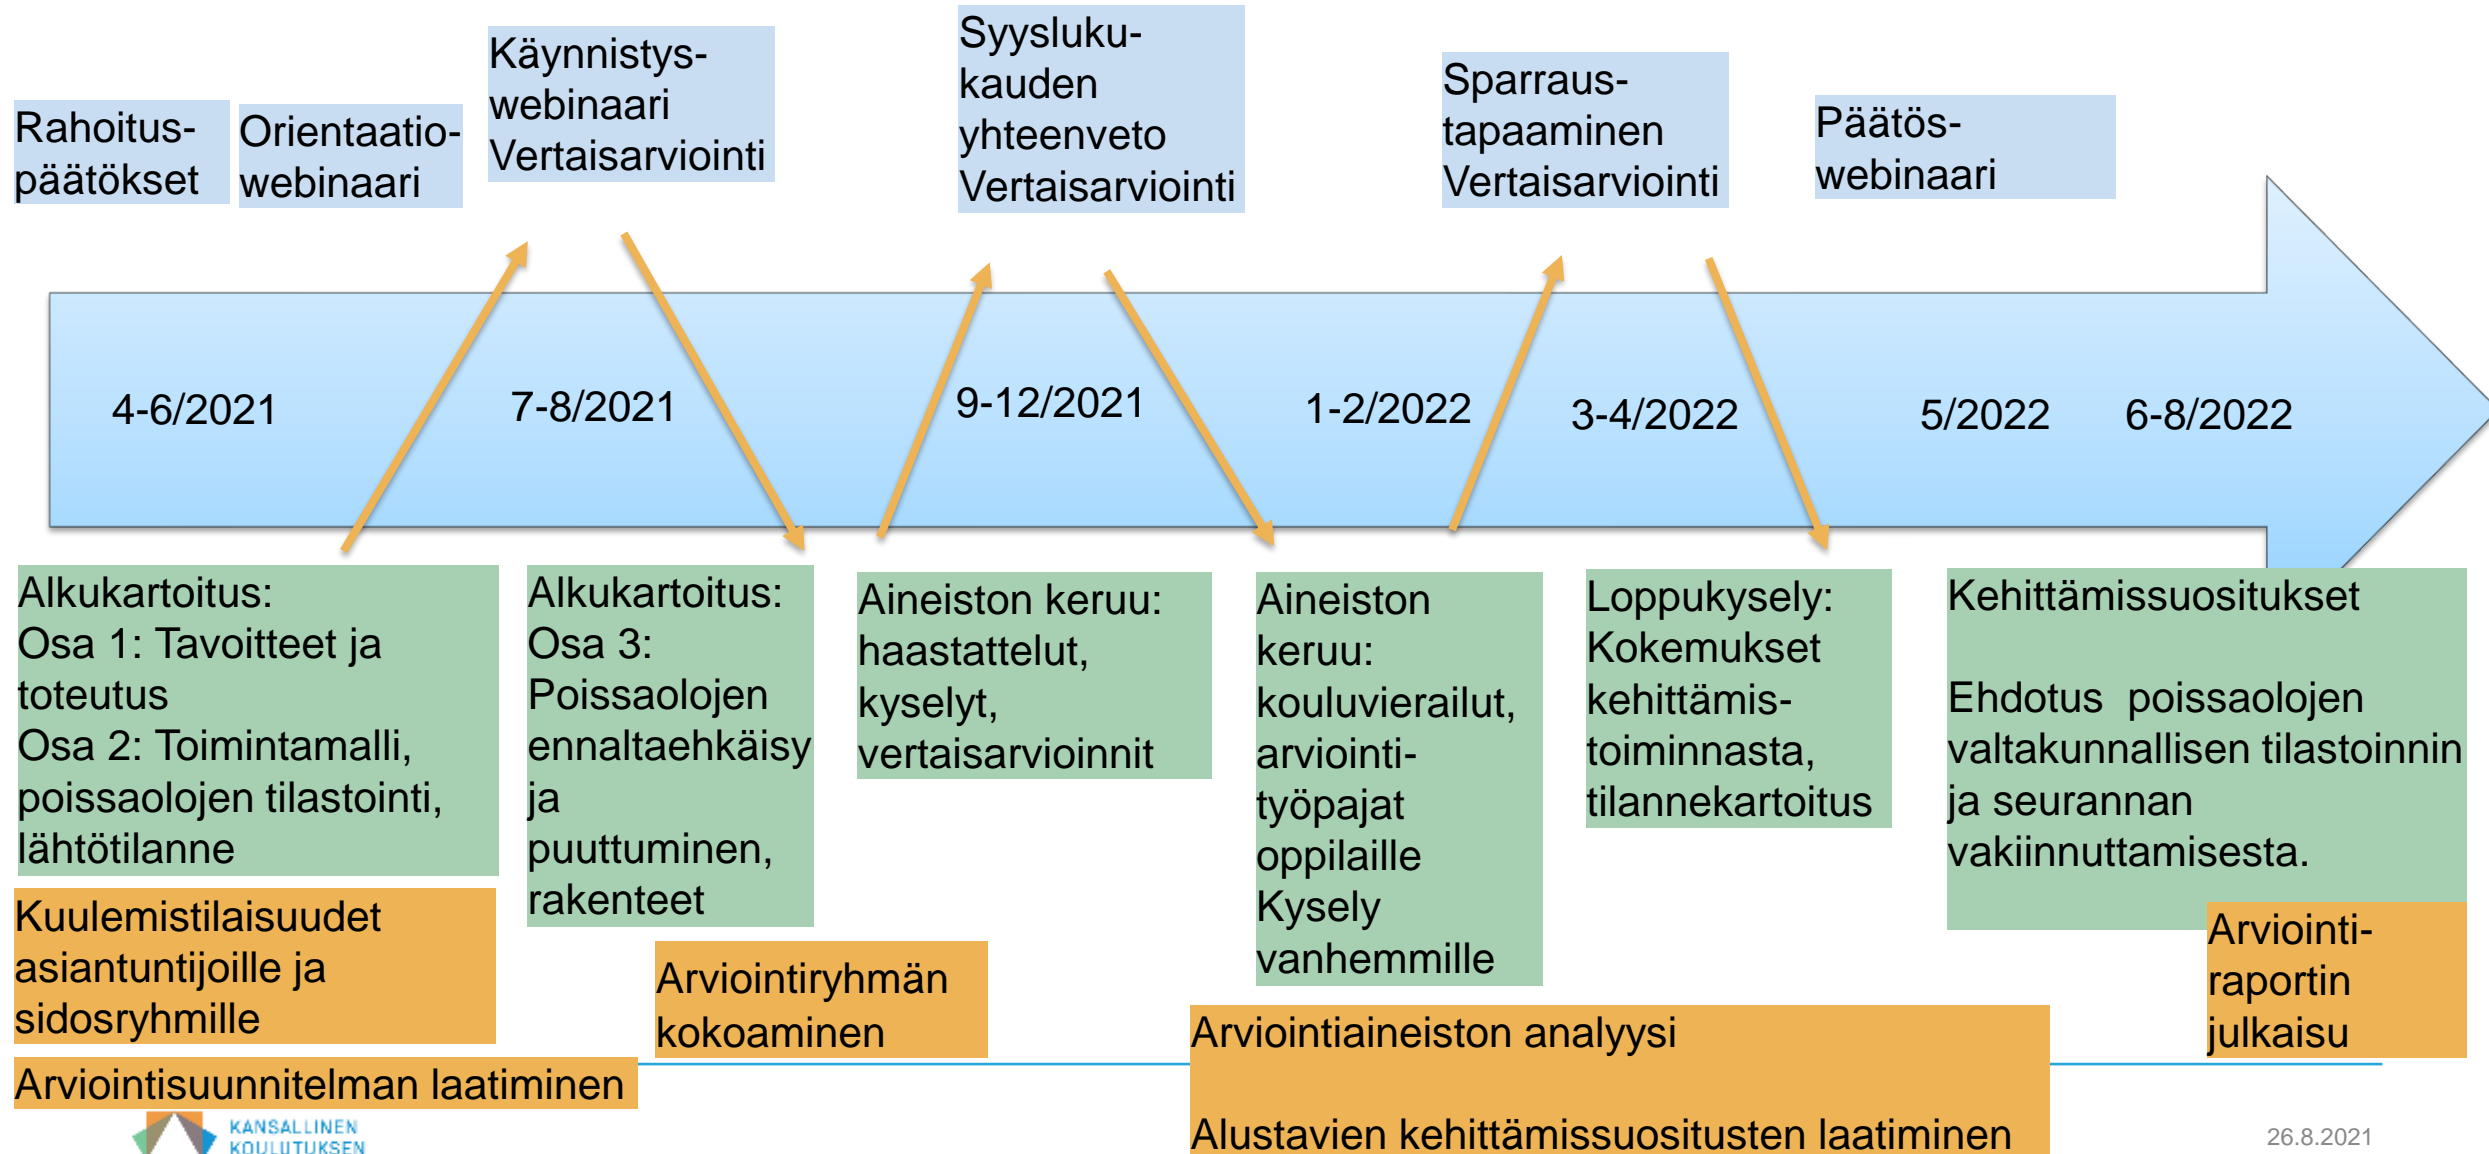 Rahoitus-
päätökset
Orientaatio-
webinaari
Käynnistys-
webinaari
Vertaisarviointi
Syysluku-
kauden
yhteenveto
Vertaisarviointi
Sparraus-
tapaaminen
Vertaisarviointi
Päätös-
webinaari
4-6/2021
7-8/2021
9-12/2021
1-2/2022
3-4/2022
5/2022
6-8/2022
Alkukartoitus:
Osa 1: Tavoitteet ja
toteutus
Osa 2: Toimintamalli,
poissaolojen tilastointi,
lähtötilanne
Alkukartoitus:
Osa 3:
Poissaolojen
ennaltaehkäisy
ja
puuttuminen,
rakenteet
Aineiston keruu:
haastattelut,
kyselyt,
vertaisarvioinnit
Aineiston
keruu:
kouluvierailut,
arviointi-
työpajat
oppilaille
Kysely
vanhemmille
Loppukysely:
Kokemukset
kehittämis-
toiminnasta,
tilannekartoitus
Kehittämissuositukset
Ehdotus poissaolojen
valtakunnallisen tilastoinnin
ja seurannan
vakiinnuttamisesta.
Kuulemistilaisuudet
asiantuntijoille ja
sidosryhmille
Arviointisuunnitelman laatiminen
Arviointiryhmän
kokoaminen
Arviointiaineiston analyysi
Alustavien kehittämissuositusten laatiminen
Arviointi-
raportin
julkaisu
KANSALLINEN
KOULUTUKSEN
26.8.2021